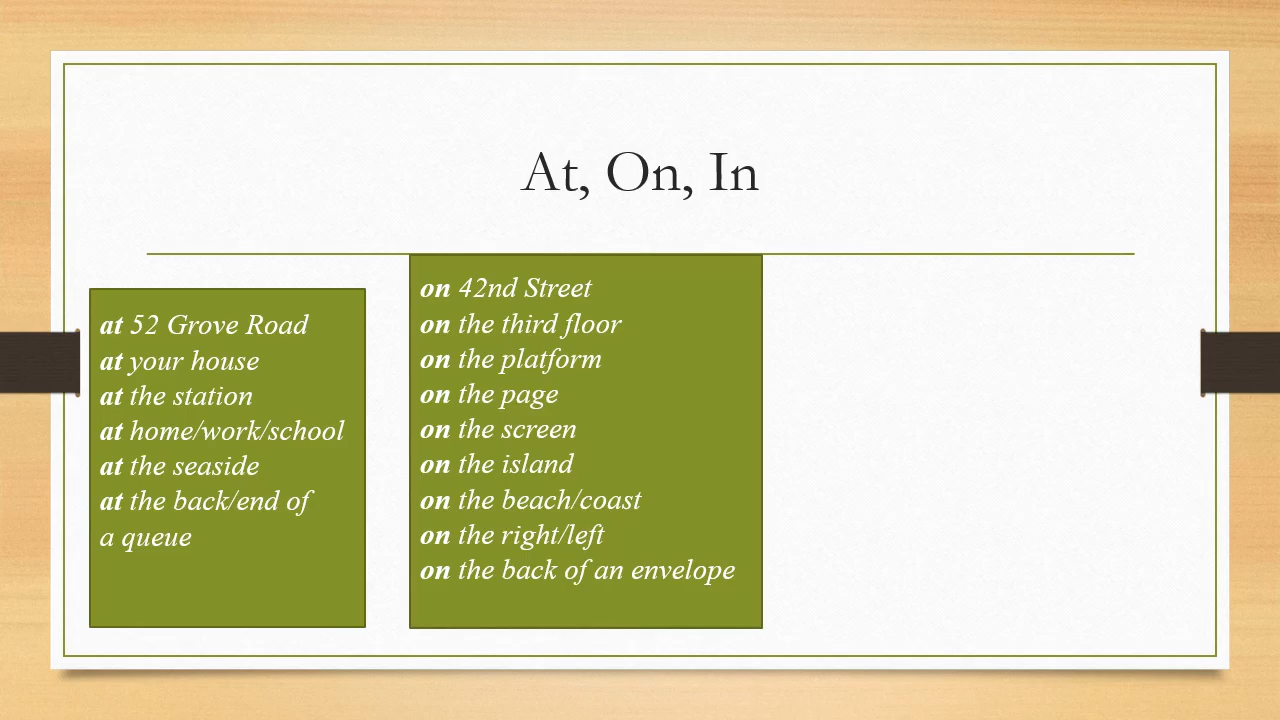 At, On, In
at 52 Grove Road
at your house
at the station
at home/work/school
at the seaside
at the back/end of
a queue
on 42nd Street
on the third floor
on the platform
on the page
on the screen
on the island
on the beach/coast
on the right/left
on the back of an envelope